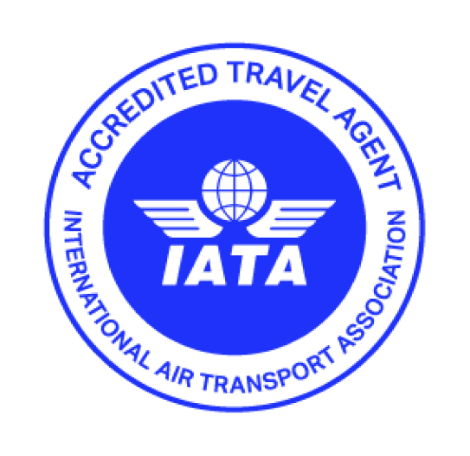 ACCREDITED TRAVEL AGENT
IATA
INTERNATIONAL AIR TRANSPORT ASSOCIATION